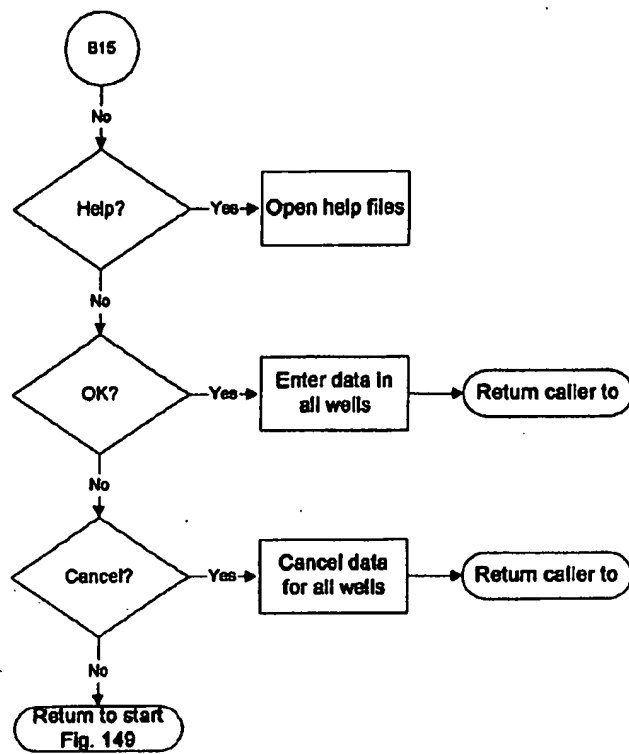 B15
No
Help?
Yes
Open help files
No
OK?
Yes
Enter data in
all wells
Return caller to
No
Cancel?
Yes
Cancel data
for all wells
Return caller to
No
Return to start
Fig. 149